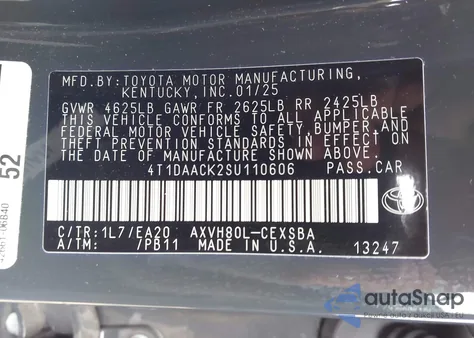 MFD.BY:TOYOTA MOTOR MANUFACTURING,
KENTUCKY, INC. 01/25
GVWR 4625LB GAWR FR 2625LB RR 2425LB
THIS VEHICLE CONFORMS TO ALL APPLICABLE
FEDERAL MOTOR VEHICLE SAFETY,BUMPER,AND
THEFT PREVENTION STANDARDS IN EFFECT ON
THE DATE OF MANUFACTURE SHOWN ABOVE.
4T1DAACK2SU110606 PASS.CAR
C/TR:1L7/EA20 AXVH80L-CEXSBA
A/TM: /PB11 MADE IN U.S.A. 13247
TOYOTA
52
autoSnap